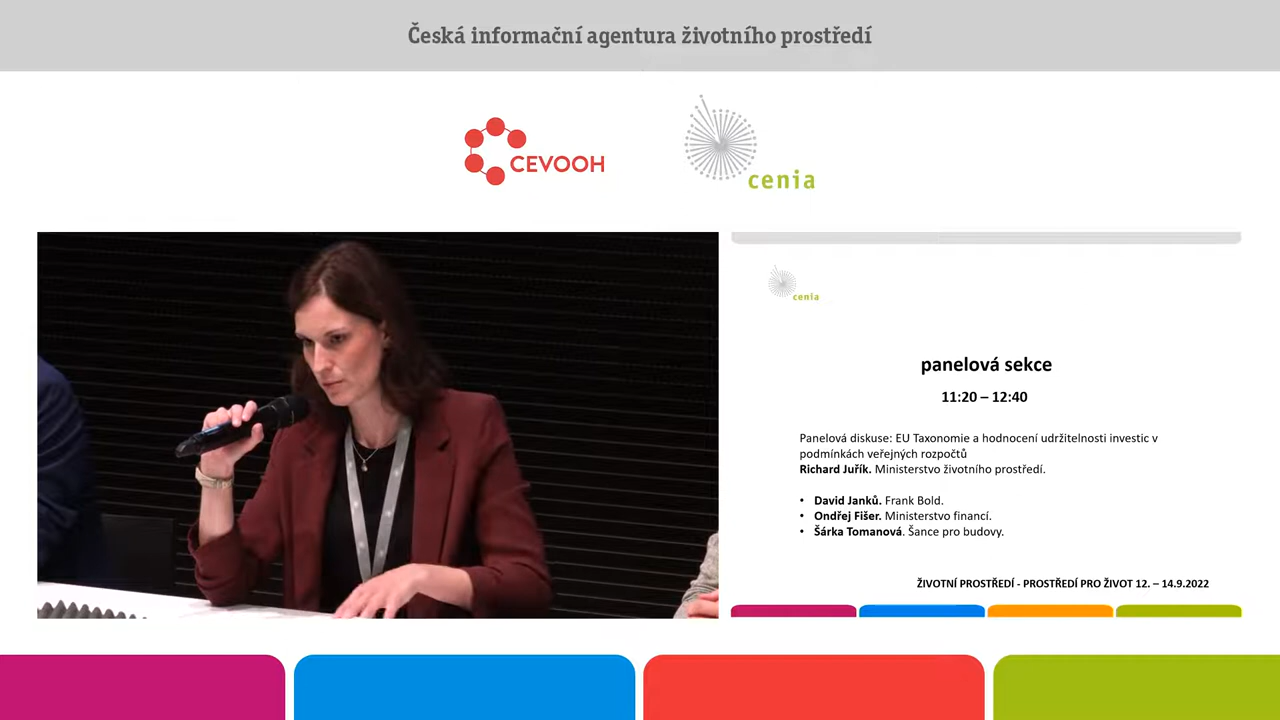 Česká informační agentura životního prostředí
CEVOOH
cenia
cenia
panelová sekce
11:20 – 12:40
Panelová diskuse: EU Taxonomie a hodnocení udržitelnosti investic v
podmínkách veřejných rozpočtů
Richard Juřík. Ministerstvo životního prostředí.
• David Janků. Frank Bold.
• Ondřej Fišer. Ministerstvo financí.
• Šárka Tomanová. Šance pro budovy.
ŽIVOTNÍ PROSTŘEDÍ - PROSTŘEDÍ PRO ŽIVOT 12. – 14.9.2022